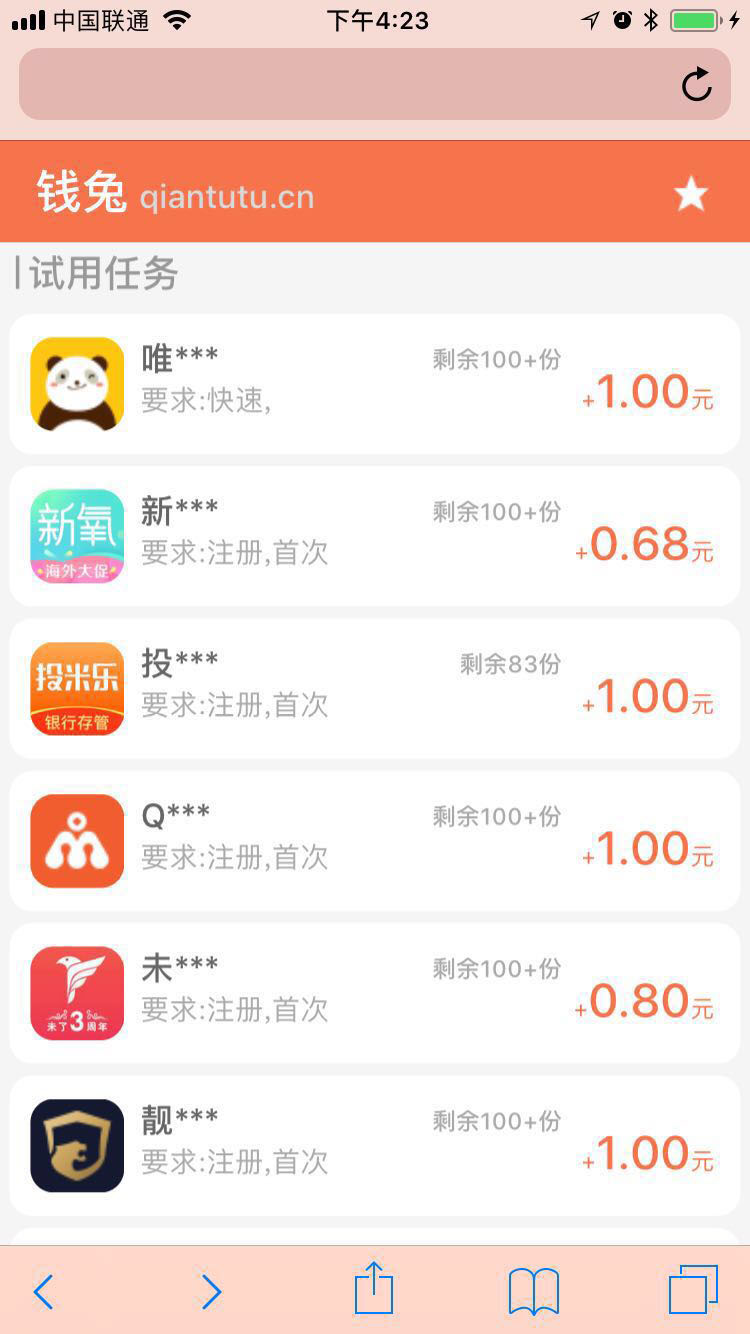 中国联通 下午4:23
钱兔 qiantutu.cn
试用任务
唯*** 剩余100+份
要求:快速, +1.00元
新氧
海外大促
新*** 剩余100+份
要求:注册,首次 +0.68元
投米乐
银行存管
投*** 剩余83份
要求:注册,首次 +1.00元
Q*** 剩余100+份
要求:注册,首次 +1.00元
未了3周年
未*** 剩余100+份
要求:注册,首次 +0.80元
靓*** 剩余100+份
要求:注册,首次 +1.00元